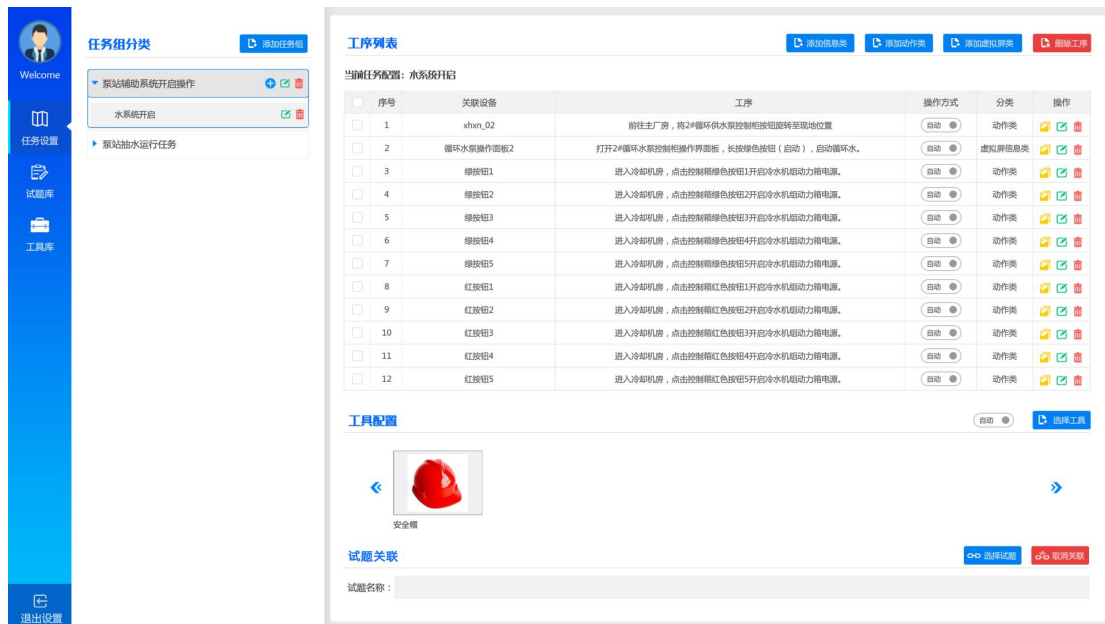 Welcome
任务设置
试题库
工具库
退出设置
任务组分类
添加任务组
泵站辅助系统开启操作
水系统开启
泵站抽水运行任务
工序列表
添加信息类 添加动作类 添加虚拟屏类 删除工序
当前任务配置：水系统开启
序号 关联设备 工序 操作方式 分类 操作
1 xhxn_02 前往主厂房，将2#循环供水泵控制柜按钮旋转至现地位置 自动 动作类
2 循环水泵操作面板2 打开2#循环水泵控制柜操作界面板，长按绿色按钮（启动），启动循环水。 自动 虚拟屏信息类
3 绿按钮1 进入冷却机房，点击控制箱绿色按钮1开启冷水机组动力箱电源。 自动 动作类
4 绿按钮2 进入冷却机房，点击控制箱绿色按钮2开启冷水机组动力箱电源。 自动 动作类
5 绿按钮3 进入冷却机房，点击控制箱绿色按钮3开启冷水机组动力箱电源。 自动 动作类
6 绿按钮4 进入冷却机房，点击控制箱绿色按钮4开启冷水机组动力箱电源。 自动 动作类
7 绿按钮5 进入冷却机房，点击控制箱绿色按钮5开启冷水机组动力箱电源。 自动 动作类
8 红按钮1 进入冷却机房，点击控制箱红色按钮1开启冷水机组动力箱电源。 自动 动作类
9 红按钮2 进入冷却机房，点击控制箱红色按钮2开启冷水机组动力箱电源。 自动 动作类
10 红按钮3 进入冷却机房，点击控制箱红色按钮3开启冷水机组动力箱电源。 自动 动作类
11 红按钮4 进入冷却机房，点击控制箱红色按钮4开启冷水机组动力箱电源。 自动 动作类
12 红按钮5 进入冷却机房，点击控制箱红色按钮5开启冷水机组动力箱电源。 自动 动作类
工具配置 自动 选择工具
安全帽
试题关联 选择试题 取消关联
试题名称：